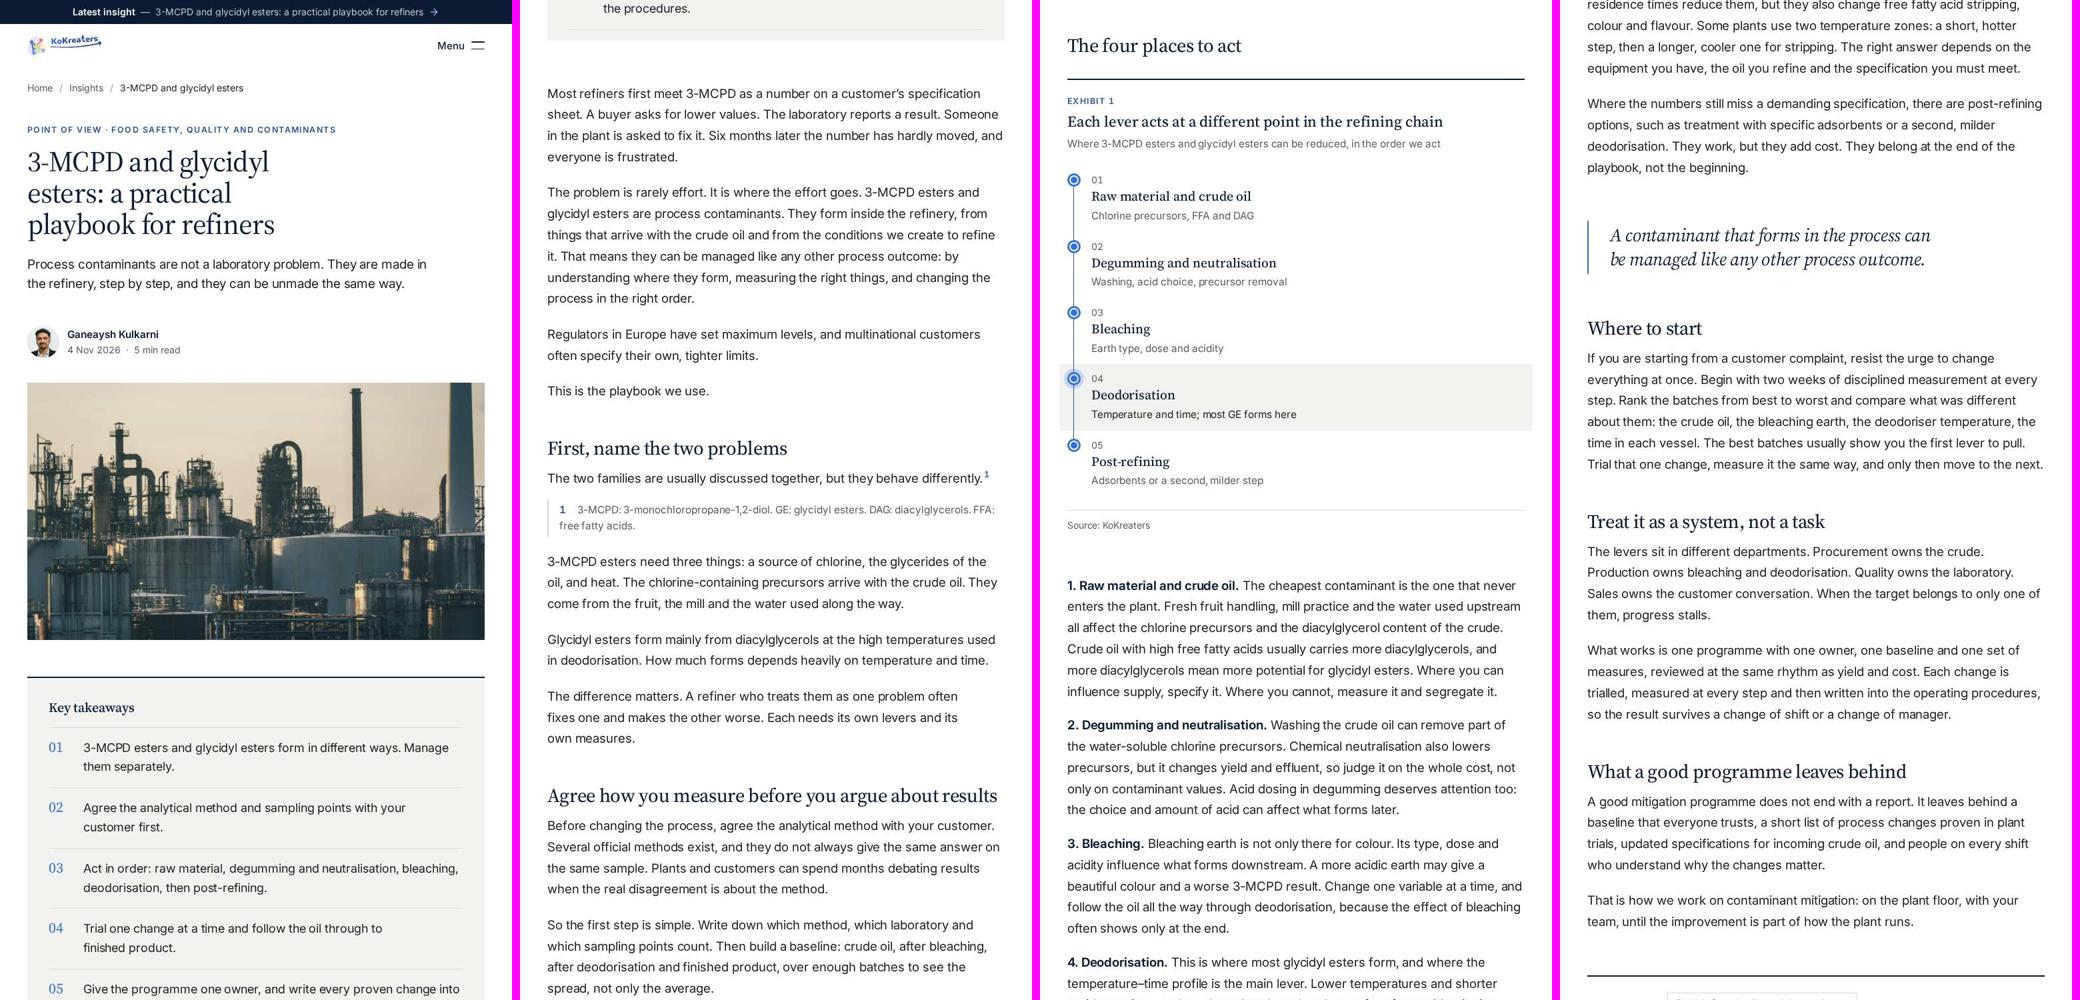 Latest insight — 3-MCPD and glycidyl esters: a practical playbook for refiners →
KoKreaters
Menu
Home / Insights / 3-MCPD and glycidyl esters
POINT OF VIEW · FOOD SAFETY, QUALITY AND CONTAMINANTS
3-MCPD and glycidyl
esters: a practical
playbook for refiners
Process contaminants are not a laboratory problem. They are made in
the refinery, step by step, and they can be unmade the same way.
Ganeaysh Kulkarni
4 Nov 2026 · 5 min read
Key takeaways
01 3-MCPD esters and glycidyl esters form in different ways. Manage
them separately.
02 Agree the analytical method and sampling points with your
customer first.
03 Act in order: raw material, degumming and neutralisation, bleaching,
deodorisation, then post-refining.
04 Trial one change at a time and follow the oil through to
finished product.
05 Give the programme one owner, and write every proven change into
the procedures.
Most refiners first meet 3-MCPD as a number on a customer's specification
sheet. A buyer asks for lower values. The laboratory reports a result. Someone
in the plant is asked to fix it. Six months later the number has hardly moved, and
everyone is frustrated.
The problem is rarely effort. It is where the effort goes. 3-MCPD esters and
glycidyl esters are process contaminants. They form inside the refinery, from
things that arrive with the crude oil and from the conditions we create to refine
it. That means they can be managed like any other process outcome: by
understanding where they form, measuring the right things, and changing the
process in the right order.
Regulators in Europe have set maximum levels, and multinational customers
often specify their own, tighter limits.
This is the playbook we use.
First, name the two problems
The two families are usually discussed together, but they behave differently.1
1 3-MCPD: 3-monochloropropane-1,2-diol. GE: glycidyl esters. DAG: diacylglycerols. FFA:
free fatty acids.
3-MCPD esters need three things: a source of chlorine, the glycerides of the
oil, and heat. The chlorine-containing precursors arrive with the crude oil. They
come from the fruit, the mill and the water used along the way.
Glycidyl esters form mainly from diacylglycerols at the high temperatures used
in deodorisation. How much forms depends heavily on temperature and time.
The difference matters. A refiner who treats them as one problem often
fixes one and makes the other worse. Each needs its own levers and its
own measures.
Agree how you measure before you argue about results
Before changing the process, agree the analytical method with your customer.
Several official methods exist, and they do not always give the same answer on
the same sample. Plants and customers can spend months debating results
when the real disagreement is about the method.
So the first step is simple. Write down which method, which laboratory and
which sampling points count. Then build a baseline: crude oil, after bleaching,
after deodorisation and finished product, over enough batches to see the
spread, not only the average.
The four places to act
EXHIBIT 1
Each lever acts at a different point in the refining chain
Where 3-MCPD esters and glycidyl esters can be reduced, in the order we act
01
Raw material and crude oil
Chlorine precursors, FFA and DAG
02
Degumming and neutralisation
Washing, acid choice, precursor removal
03
Bleaching
Earth type, dose and acidity
04
Deodorisation
Temperature and time; most GE forms here
05
Post-refining
Adsorbents or a second, milder step
Source: KoKreaters
1. Raw material and crude oil. The cheapest contaminant is the one that never
enters the plant. Fresh fruit handling, mill practice and the water used upstream
all affect the chlorine precursors and the diacylglycerol content of the crude.
Crude oil with high free fatty acids usually carries more diacylglycerols, and
more diacylglycerols mean more potential for glycidyl esters. Where you can
influence supply, specify it. Where you cannot, measure it and segregate it.
2. Degumming and neutralisation. Washing the crude oil can remove part of
the water-soluble chlorine precursors. Chemical neutralisation also lowers
precursors, but it changes yield and effluent, so judge it on the whole cost, not
only on contaminant values. Acid dosing in degumming deserves attention too:
the choice and amount of acid can affect what forms later.
3. Bleaching. Bleaching earth is not only there for colour. Its type, dose and
acidity influence what forms downstream. A more acidic earth may give a
beautiful colour and a worse 3-MCPD result. Change one variable at a time, and
follow the oil all the way through deodorisation, because the effect of bleaching
often shows only at the end.
4. Deodorisation. This is where most glycidyl esters form, and where the
temperature–time profile is the main lever. Lower temperatures and shorter
residence times reduce them, but they also change free fatty acid stripping,
colour and flavour. Some plants use two temperature zones: a short, hotter
step, then a longer, cooler one for stripping. The right answer depends on the
equipment you have, the oil you refine and the specification you must meet.
Where the numbers still miss a demanding specification, there are post-refining
options, such as treatment with specific adsorbents or a second, milder
deodorisation. They work, but they add cost. They belong at the end of the
playbook, not the beginning.
A contaminant that forms in the process can
be managed like any other process outcome.
Where to start
If you are starting from a customer complaint, resist the urge to change
everything at once. Begin with two weeks of disciplined measurement at every
step. Rank the batches from best to worst and compare what was different
about them: the crude oil, the bleaching earth, the deodoriser temperature, the
time in each vessel. The best batches usually show you the first lever to pull.
Trial that one change, measure it the same way, and only then move to the next.
Treat it as a system, not a task
The levers sit in different departments. Procurement owns the crude.
Production owns bleaching and deodorisation. Quality owns the laboratory.
Sales owns the customer conversation. When the target belongs to only one of
them, progress stalls.
What works is one programme with one owner, one baseline and one set of
measures, reviewed at the same rhythm as yield and cost. Each change is
trialled, measured at every step and then written into the operating procedures,
so the result survives a change of shift or a change of manager.
What a good programme leaves behind
A good mitigation programme does not end with a report. It leaves behind a
baseline that everyone trusts, a short list of process changes proven in plant
trials, updated specifications for incoming crude oil, and people on every shift
who understand why the changes matter.
That is how we work on contaminant mitigation: on the plant floor, with your
team, until the improvement is part of how the plant runs.